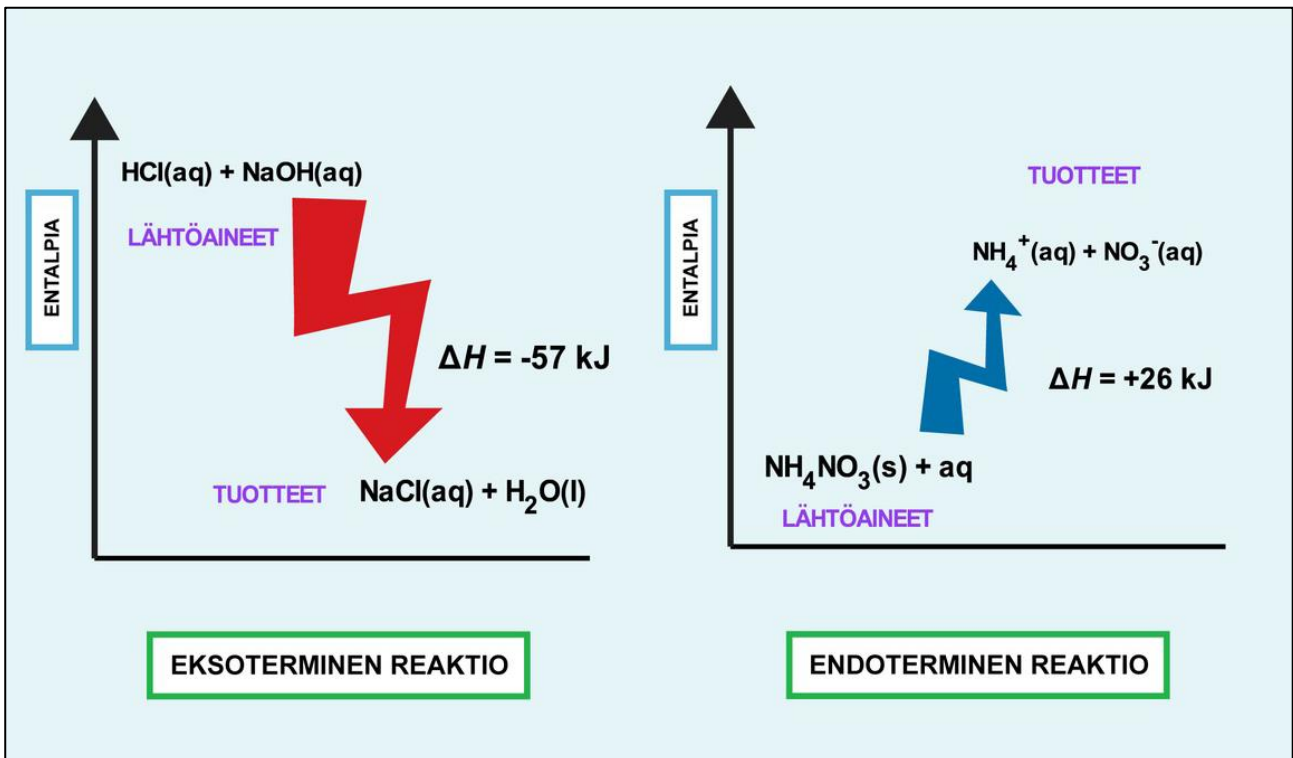 ENTALPIA
HCl(aq) + NaOH(aq)
LÄHTÖAINEET
ΔH = -57 kJ
TUOTTEET
NaCl(aq) + H₂O(l)
EKSOTERMINEN REAKTIO
ENTALPIA
TUOTTEET
NH₄⁺(aq) + NO₃⁻(aq)
ΔH = +26 kJ
NH₄NO₃(s) + aq
LÄHTÖAINEET
ENDOTERMINEN REAKTIO